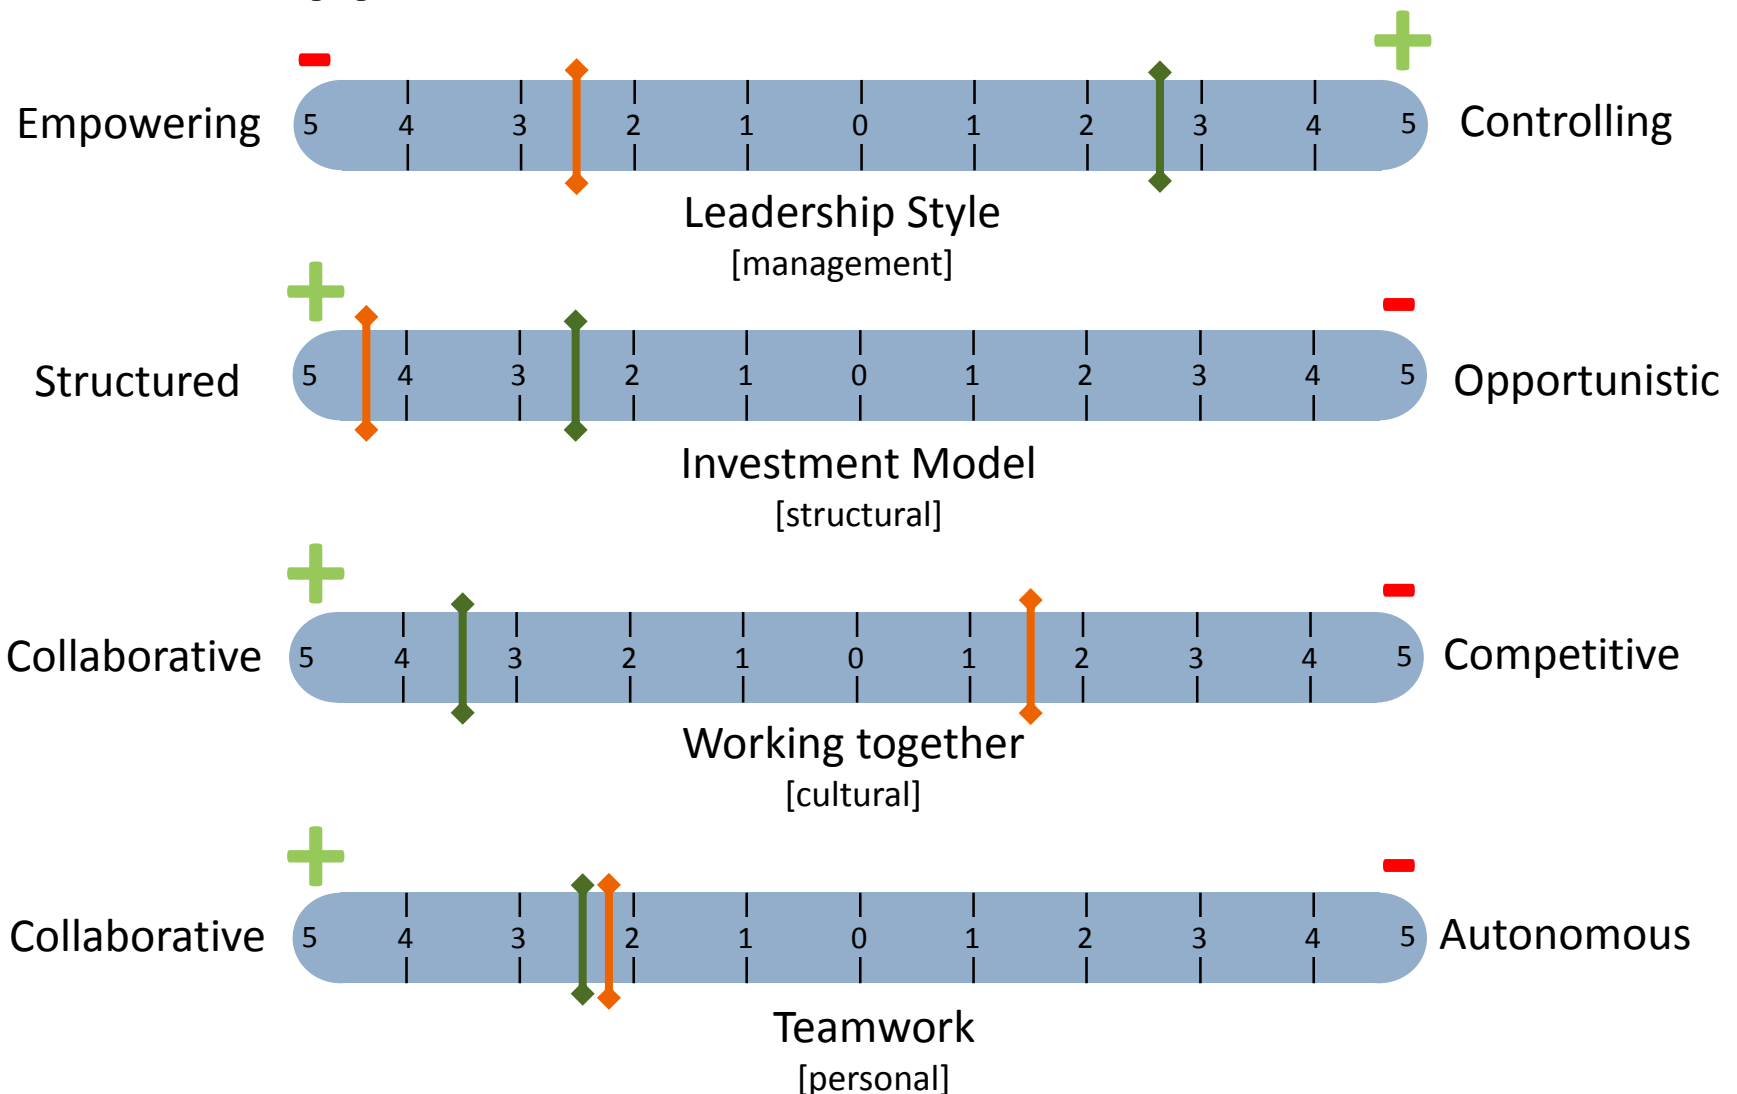 Empowering 5 4 3 2 1 0 1 2 3 4 5 Controlling
Leadership Style
[management]
Structured 5 4 3 2 1 0 1 2 3 4 5 Opportunistic
Investment Model
[structural]
Collaborative 5 4 3 2 1 0 1 2 3 4 5 Competitive
Working together
[cultural]
Collaborative 5 4 3 2 1 0 1 2 3 4 5 Autonomous
Teamwork
[personal]